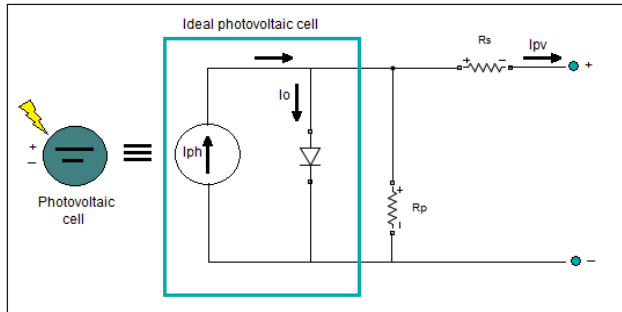 Ideal photovoltaic cell
Rs
Ipv
+
−
+
Io
+
−
Iph
Photovoltaic
cell
+
−
Rp
−